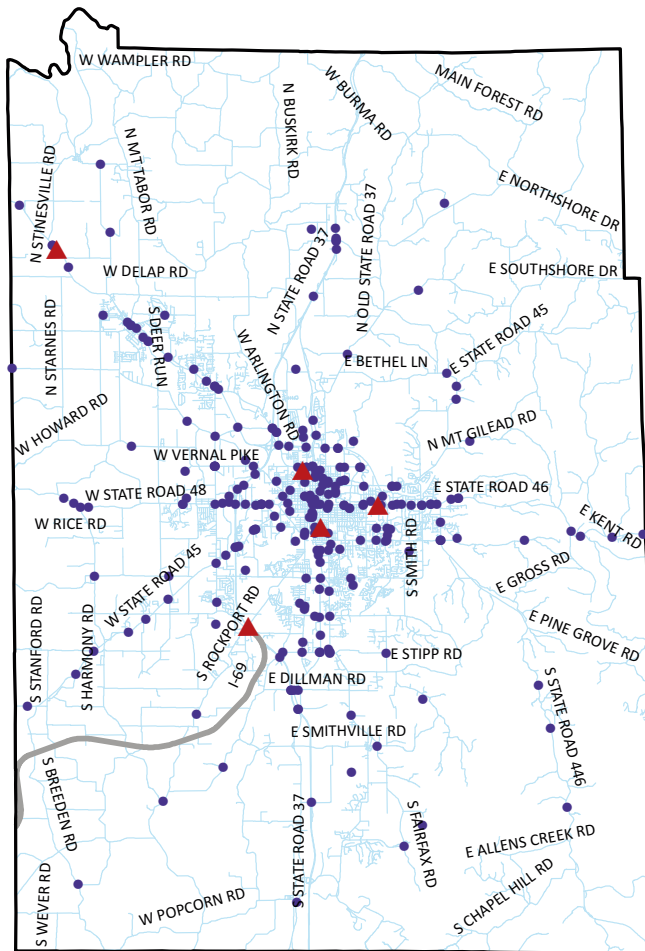 W WAMPLER RD
MAIN FOREST RD
W BURMA RD
N BUSKIRK RD
N MT TABOR RD
N STINESVILLE RD
E NORTHSHORE DR
N OLD STATE ROAD 37
N STATE ROAD 37
W DELAP RD
E SOUTHSHORE DR
N STARNES RD
S DEER RUN
W ARLINGTON RD
E STATE ROAD 45
E BETHEL LN
W HOWARD RD
N MT GILEAD RD
W VERNAL PIKE
W STATE ROAD 48
E STATE ROAD 46
W RICE RD
E KENT RD
S SMITH RD
E GROSS RD
W STATE ROAD 45
S STANFORD RD
S HARMONY RD
S ROCKPORT RD
E PINE GROVE RD
E STIPP RD
I-69
E DILLMAN RD
S STATE ROAD 446
E SMITHVILLE RD
S BREEDEN RD
S FAIRFAX RD
E ALLENS CREEK RD
S STATE ROAD 37
S WEVER RD
W POPCORN RD
S CHAPEL HILL RD